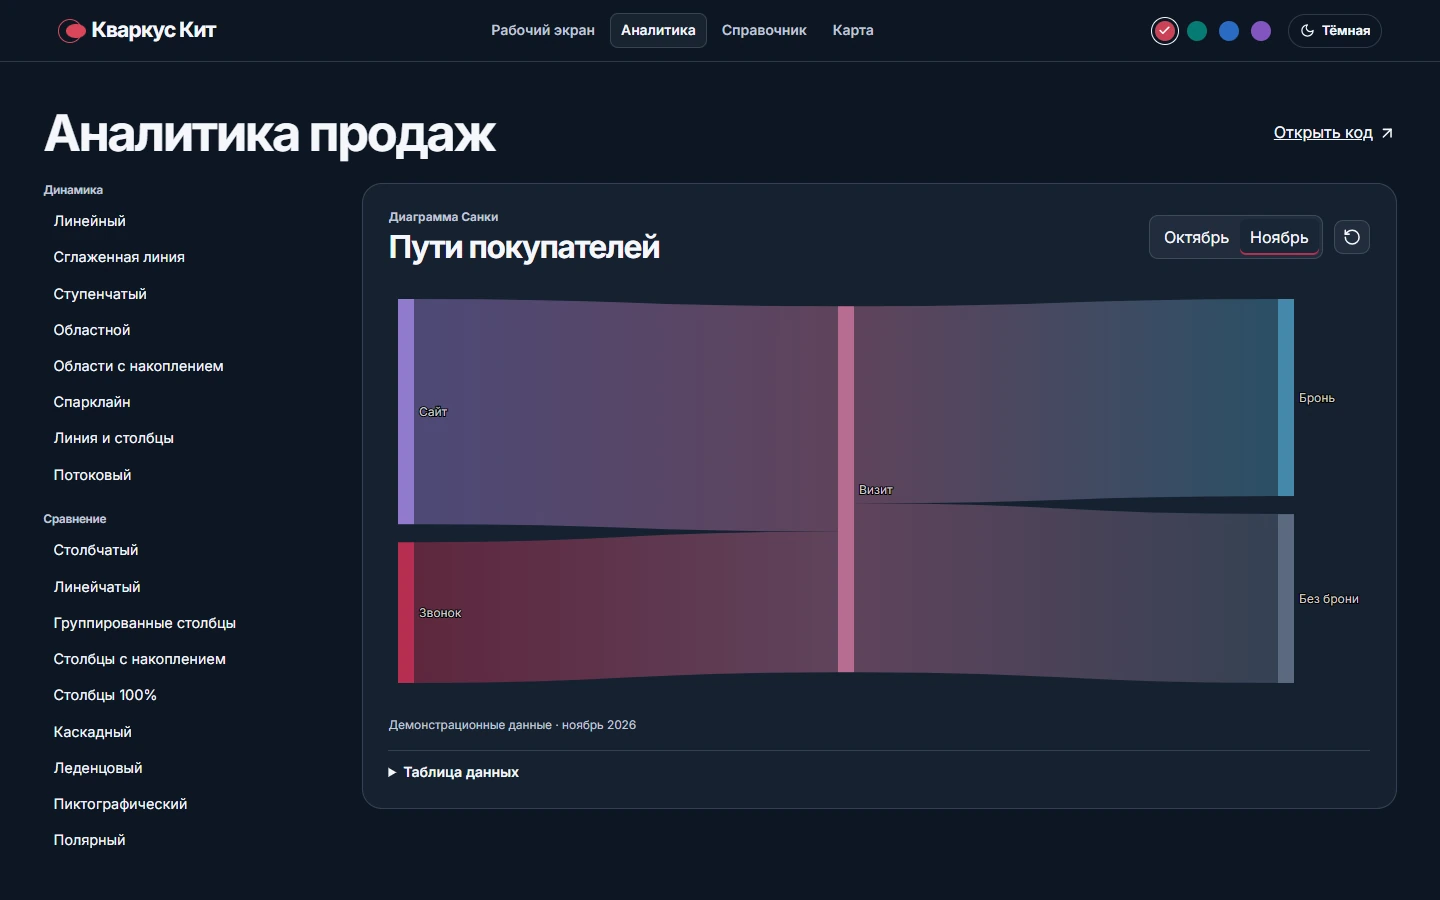 Кваркус Кит
Рабочий экран
Аналитика
Справочник
Карта
Тёмная
Аналитика продаж
Открыть код
Динамика
Линейный
Сглаженная линия
Ступенчатый
Областной
Области с накоплением
Спарклайн
Линия и столбцы
Потоковый
Сравнение
Столбчатый
Линейчатый
Группированные столбцы
Столбцы с накоплением
Столбцы 100%
Каскадный
Леденцовый
Пиктографический
Полярный
Диаграмма Санки
Пути покупателей
Октябрь
Ноябрь
Сайт
Звонок
Визит
Бронь
Без брони
Демонстрационные данные · ноябрь 2026
Таблица данных